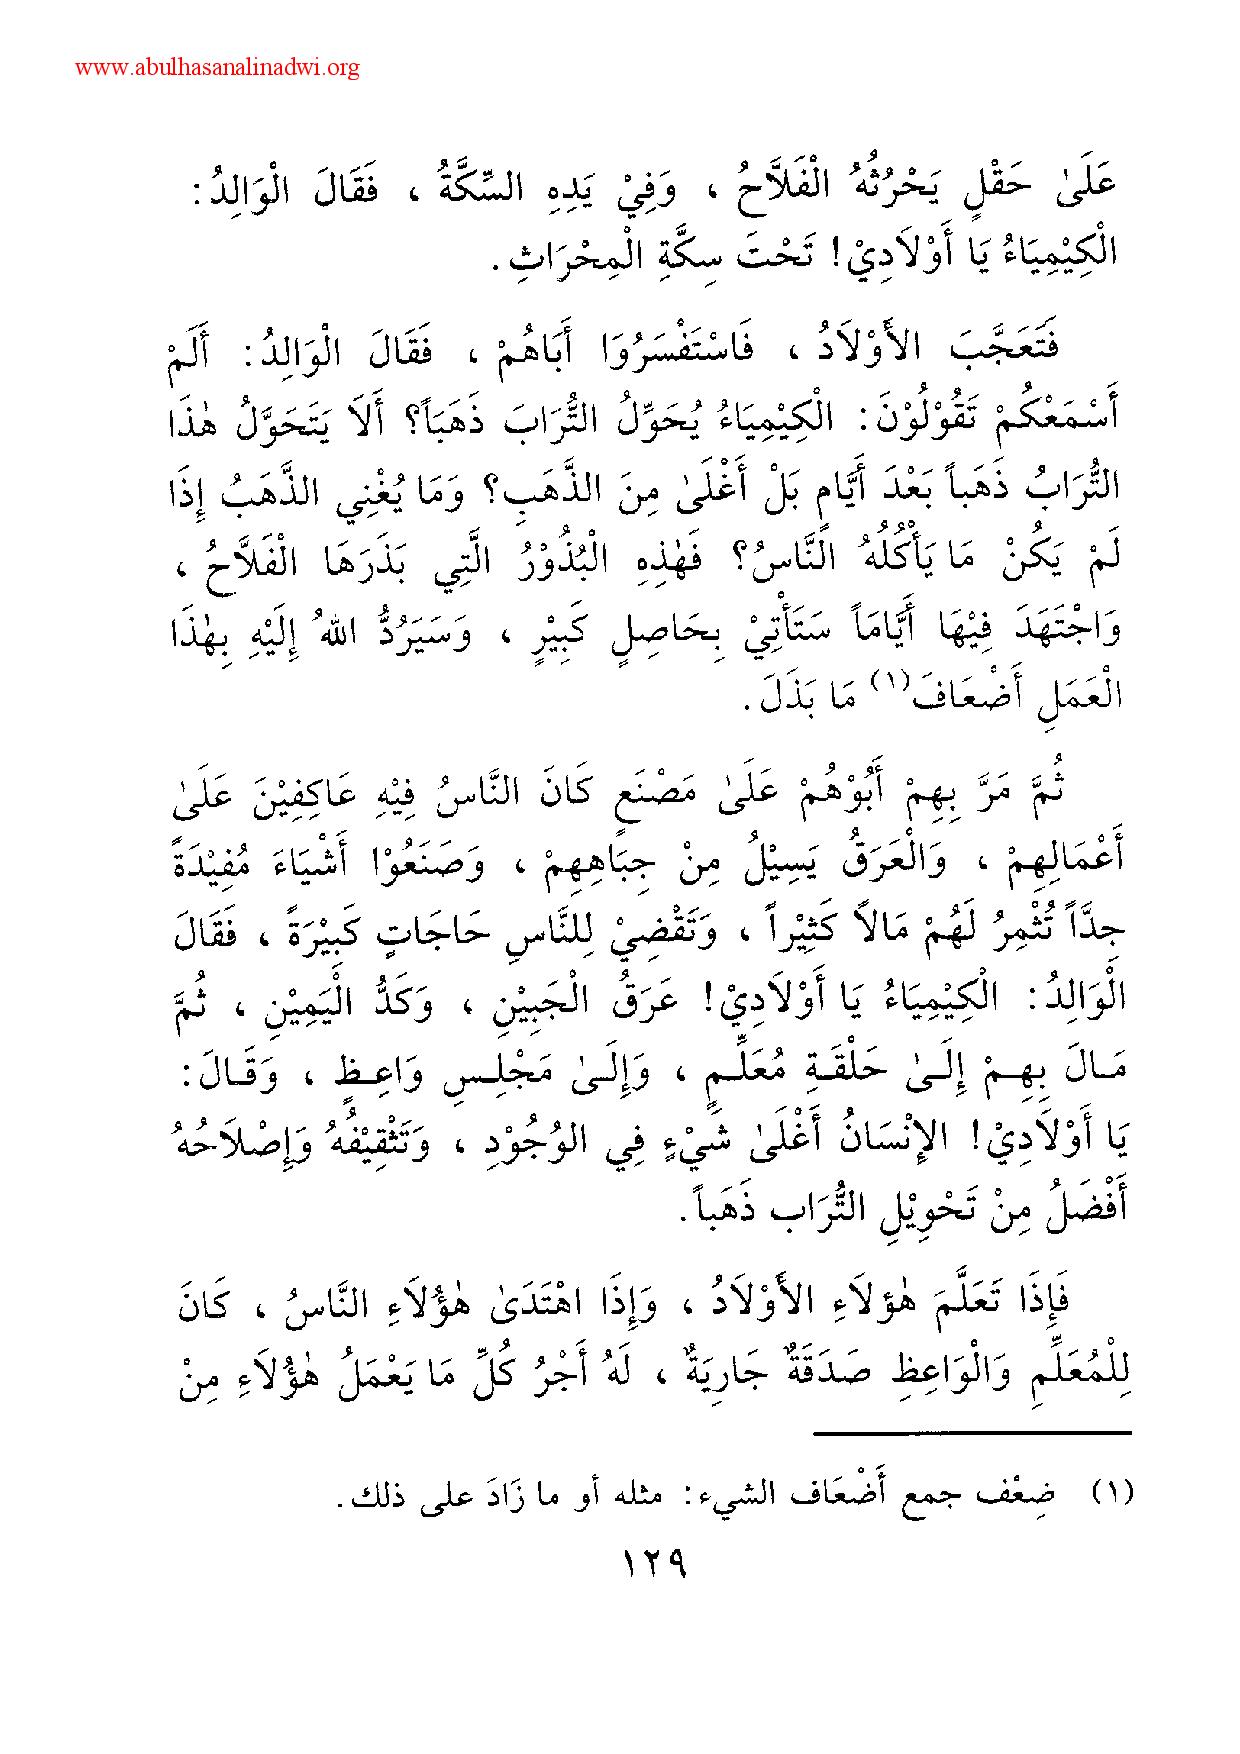 www.abulhasanalinadwi.org
عَلَىٰ حَقْلٍ يَحْرُثُهُ الْفَلاَّحُ ، وَفِيْ يَدِهِ السِّكَّةُ ، فَقَالَ الْوَالِدُ :
الْكِيْمِيَاءُ يَا أَوْلاَدِيْ! تَحْتَ سِكَّةِ الْمِحْرَاثِ .
فَتَعَجَّبَ الأَوْلاَدُ ، فَاسْتَفْسَرُوَا أَبَاهُمْ ، فَقَالَ الْوَالِدُ : أَلَمْ
أَسْمَعْكُمْ تَقُوْلُوْنَ : الْكِيْمِيَاءُ يُحَوِّلُ التُّرَابَ ذَهَبَاً؟ أَلاَ يَتَحَوَّلُ هٰذَا
التُّرَابُ ذَهَباً بَعْدَ أَيَّام بَلْ أَغْلَىٰ مِنَ الذَّهَبِ؟ وَمَا يُغْنِي الذَّهَبُ إِذَا
لَمْ يَكُنْ مَا يَأْكُلُهُ النَّاسُ؟ فَهٰذِهِ الْبُذُوْرُ الَّتِي بَذَرَهَا الْفَلاَّحُ ،
وَاجْتَهَدَ فِيْهَا أَيَّامَاً سَتَأْتِيْ بِحَاصِلٍ كَبِيْرٍ ، وَسَيَرُدُّ اللهُ إِلَيْهِ بِهٰذَا
الْعَمَلِ أَضْعَافَ(١) مَا بَذَلَ .
ثُمَّ مَرَّ بِهِمْ أَبُوْهُمْ عَلَىٰ مَصْنَعٍ كَانَ النَّاسُ فِيْهِ عَاكِفِيْنَ عَلَىٰ
أَعْمَالِهِمْ ، وَالْعَرَقُ يَسِيْلُ مِنْ جِبَاهِهِمْ ، وَصَنَعُوْا أَشْيَاءَ مُفِيْدَةً
جِدَّاً تُثْمِرُ لَهُمْ مَالاً كَثِيْراً ، وَتَقْضِيْ لِلنَّاسِ حَاجَاتٍ كَبِيْرَةً ، فَقَالَ
الْوَالِدُ : الْكِيْمِيَاءُ يَا أَوْلاَدِيْ! عَرَقُ الْجَبِيْنِ ، وَكَدُّ الْيَمِيْنِ ، ثُمَّ
مَالَ بِهِمْ إِلَىٰ حَلْقَةِ مُعَلِّمٍ ، وَإِلَىٰ مَجْلِسِ وَاعِظٍ ، وَقَالَ :
يَا أَوْلاَدِيْ! الإِنْسَانُ أَغْلَىٰ شَيْءٍ فِي الوُجُوْدِ ، وَتَثْقِيْفُهُ وَإِصْلاَحُهُ
أَفْضَلُ مِنْ تَحْوِيْلِ التُّرَاب ذَهَباً .
فَإِذَا تَعَلَّمَ هٰؤلاَءِ الأَوْلاَدُ ، وَإِذَا اهْتَدَىٰ هٰؤُلاَءِ النَّاسُ ، كَانَ
لِلْمُعَلِّمِ وَالْوَاعِظِ صَدَقَةٌ جَارِيَةٌ ، لَهُ أَجْرُ كُلِّ مَا يَعْمَلُ هٰؤُلاَءِ مِنْ
(١) ضِعْف جمع أَضْعَاف الشيء : مثله أو ما زَادَ على ذلك .
١٢٩